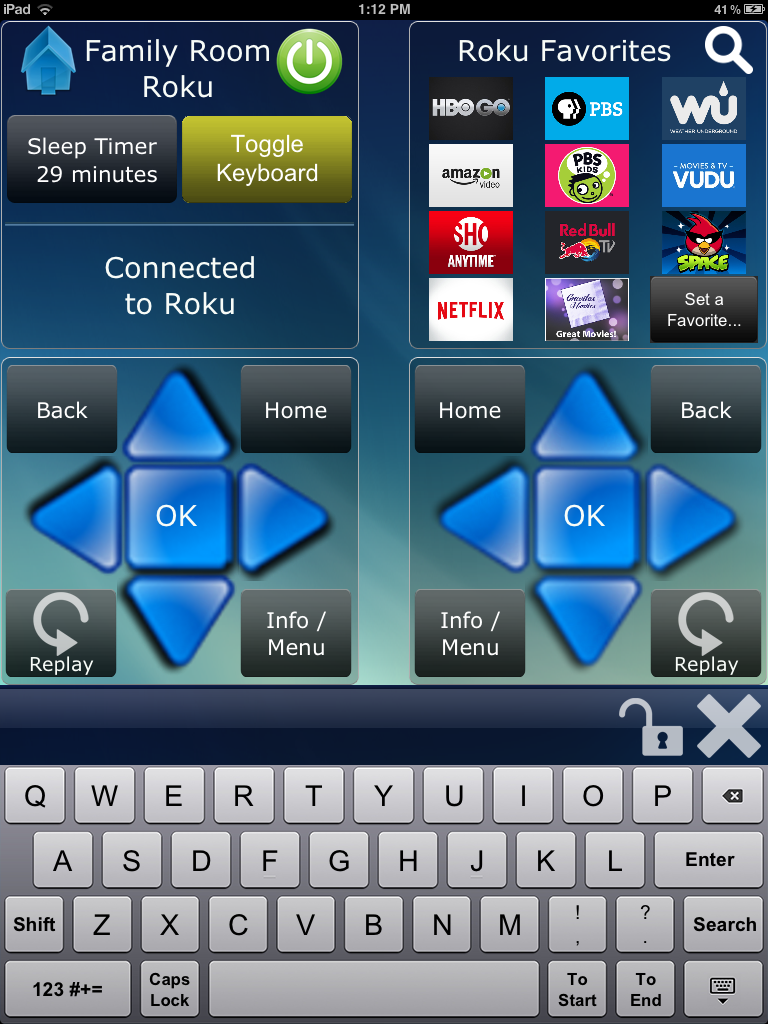 iPad
1:12 PM
41 %
Family Room
Roku
Sleep Timer
29 minutes
Toggle
Keyboard
Connected
to Roku
Roku Favorites
HBO GO
PBS
WU
WEATHER UNDERGROUND
amazon
video
PBS
KIDS
- MOVIES & TV -
VUDU
SHO
ANYTIME
Red Bull
TV
SPACE
NETFLIX
Gravitas
Movies
Great Movies!
Set a
Favorite...
Back
Home
OK
Replay
Info /
Menu
Home
Back
OK
Info /
Menu
Replay
Q W E R T Y U I O P
A S D F G H J K L Enter
Shift Z X C V B N M ! , ? . Search
123 #+=
Caps
Lock
To
Start
To
End